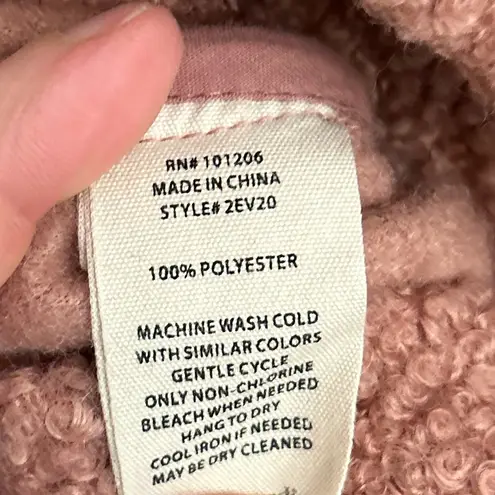 RN# 101206
MADE IN CHINA
STYLE# 2EV20
100% POLYESTER
MACHINE WASH COLD
WITH SIMILAR COLORS
GENTLE CYCLE
ONLY NON-CHLORINE
BLEACH WHEN NEEDED
HANG TO DRY
COOL IRON IF NEEDED
MAY BE DRY CLEANED